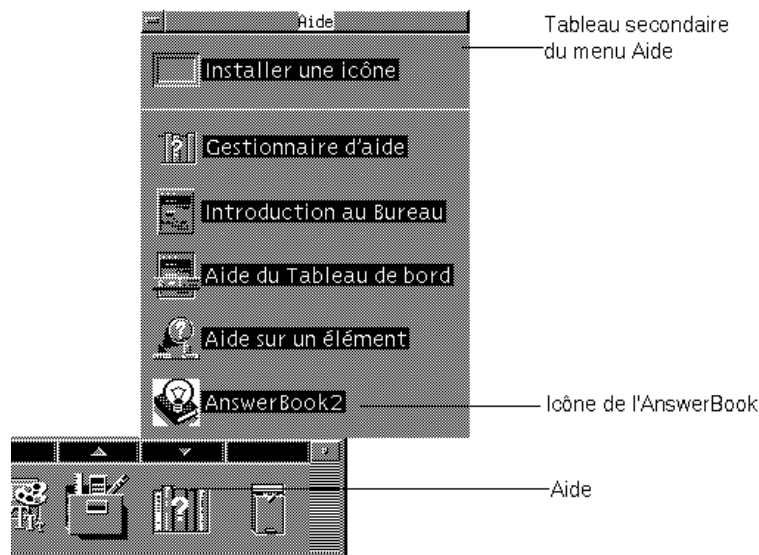 Aide
Tableau secondaire
du menu Aide
Installer une icône
Gestionnaire d'aide
Introduction au Bureau
Aide du Tableau de bord
Aide sur un élément
AnswerBook2
Icône de l'AnswerBook
Aide